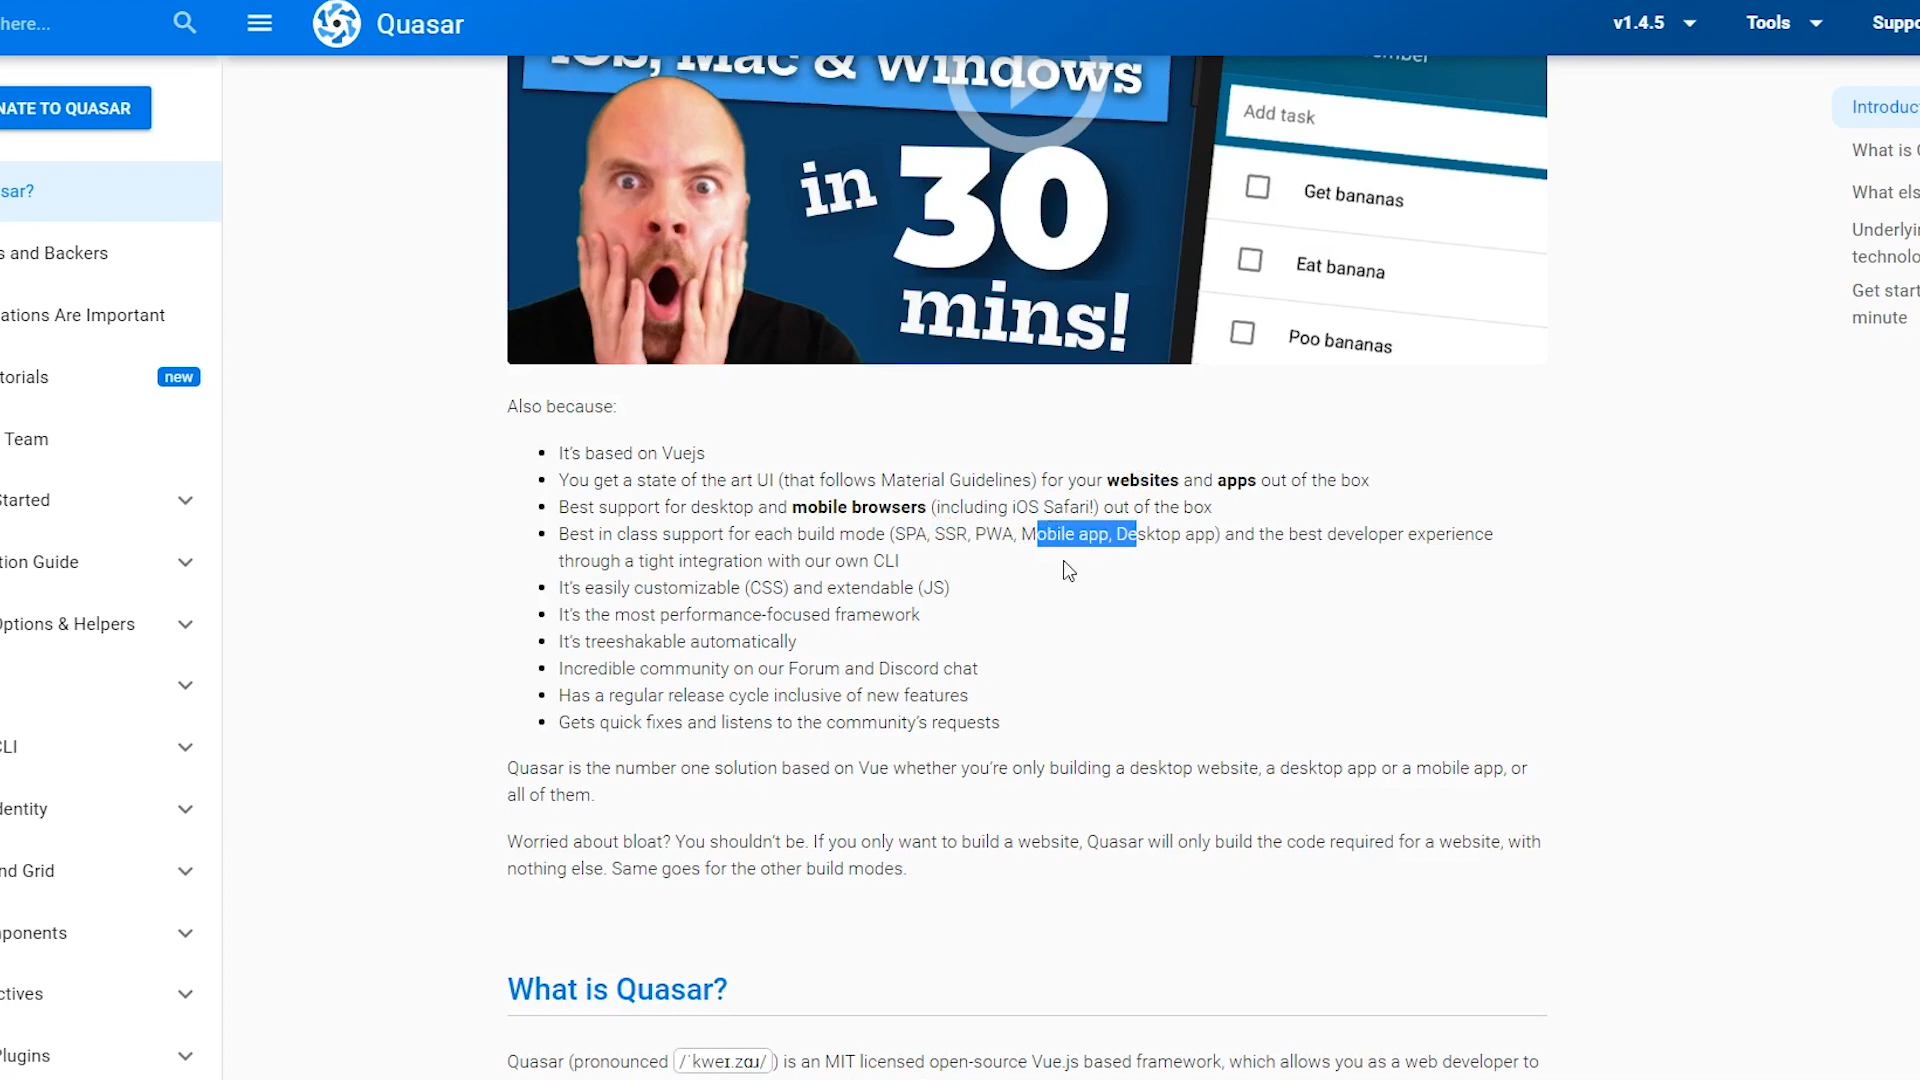 here...
Quasar
v1.4.5
Tools
Suppo
NATE TO QUASAR
sar?
s and Backers
ations Are Important
torials
new
Team
Started
tion Guide
Options & Helpers
CLI
dentity
nd Grid
ponents
ctives
Plugins
iOS, Mac & Windows
in 30
mins!
Add task
Get bananas
Eat banana
Poo bananas
Also because:
It's based on Vuejs
You get a state of the art UI (that follows Material Guidelines) for your websites and apps out of the box
Best support for desktop and mobile browsers (including iOS Safari!) out of the box
Best in class support for each build mode (SPA, SSR, PWA, Mobile app, Desktop app) and the best developer experience
through a tight integration with our own CLI
It's easily customizable (CSS) and extendable (JS)
It's the most performance-focused framework
It's treeshakable automatically
Incredible community on our Forum and Discord chat
Has a regular release cycle inclusive of new features
Gets quick fixes and listens to the community's requests
Quasar is the number one solution based on Vue whether you're only building a desktop website, a desktop app or a mobile app, or
all of them.
Worried about bloat? You shouldn't be. If you only want to build a website, Quasar will only build the code required for a website, with
nothing else. Same goes for the other build modes.
What is Quasar?
Quasar (pronounced /ˈkweɪ.zɑɹ/) is an MIT licensed open-source Vue.js based framework, which allows you as a web developer to
Introduc
What is
What els
Underlyi
technolo
Get start
minute